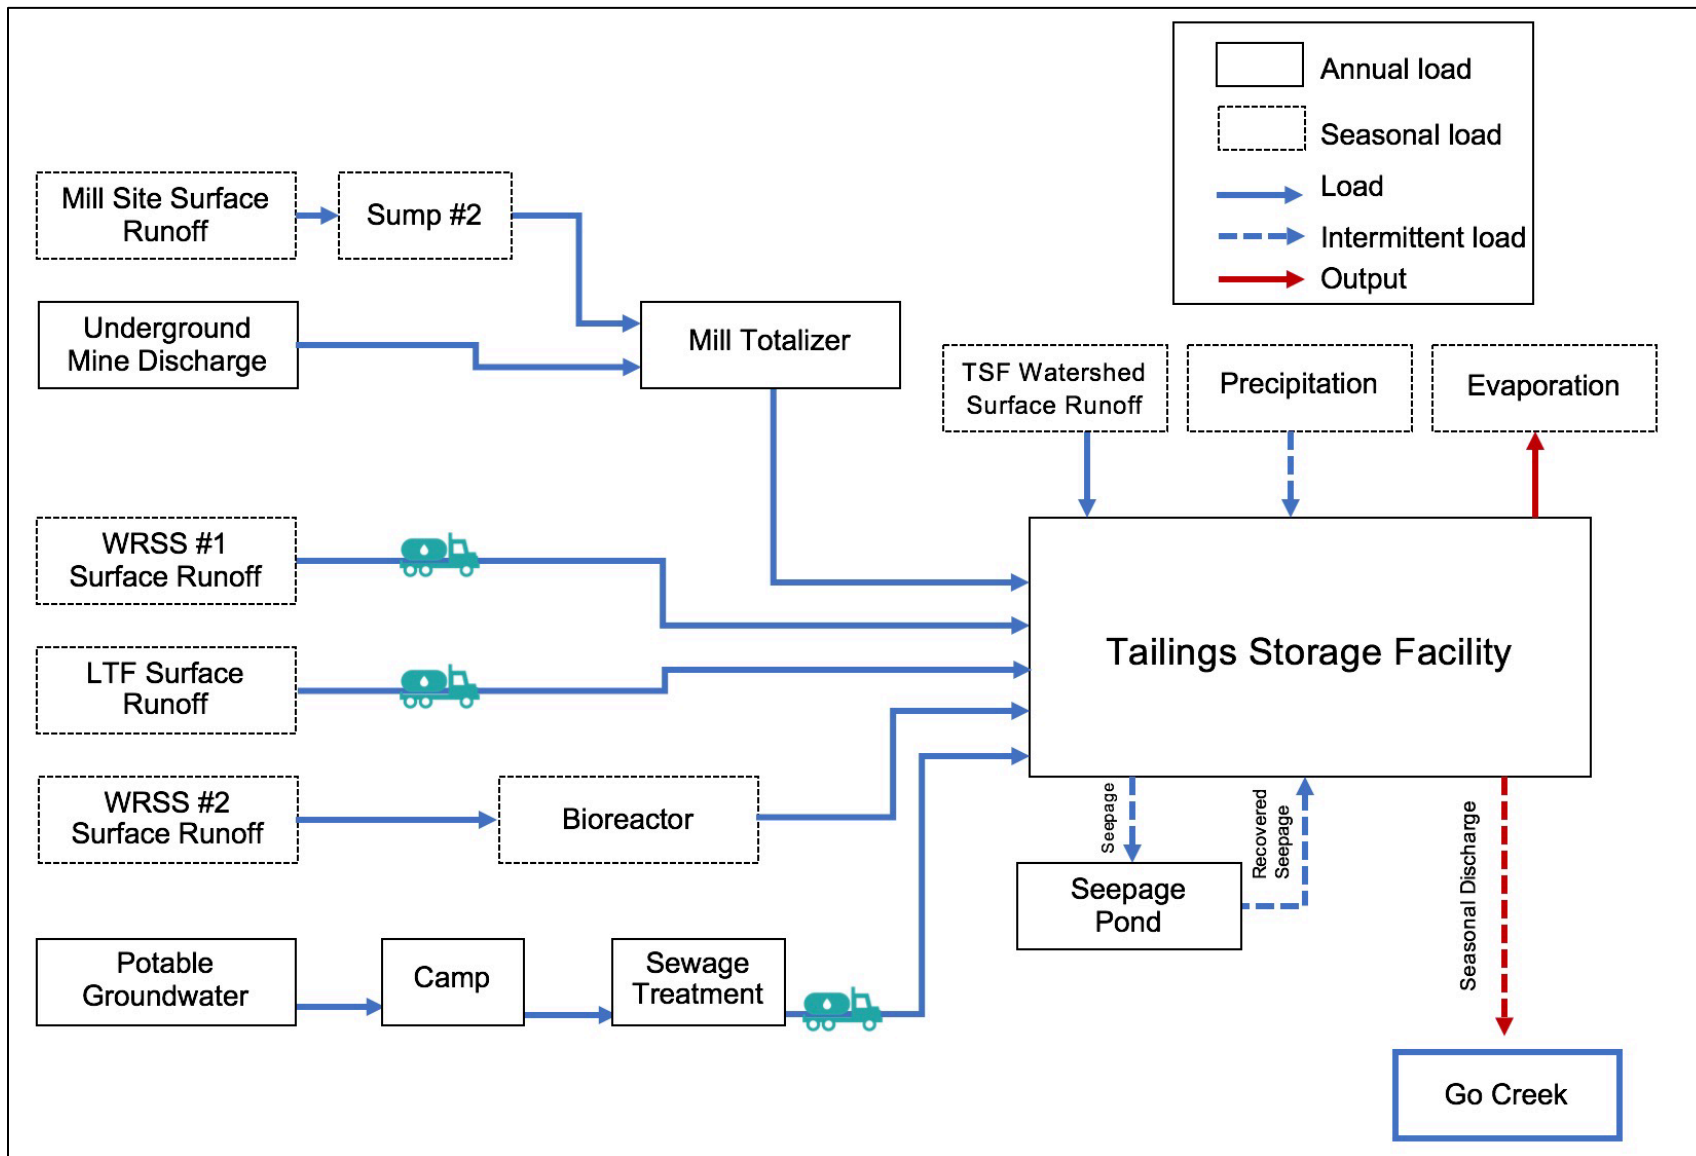 Annual load
Seasonal load
Load
Intermittent load
Output
Mill Site Surface
Runoff
Sump #2
Underground
Mine Discharge
Mill Totalizer
TSF Watershed
Surface Runoff
Precipitation
Evaporation
WRSS #1
Surface Runoff
LTF Surface
Runoff
Tailings Storage Facility
WRSS #2
Surface Runoff
Bioreactor
Seepage
Recovered
Seepage
Seasonal Discharge
Seepage
Pond
Potable
Groundwater
Camp
Sewage
Treatment
Go Creek